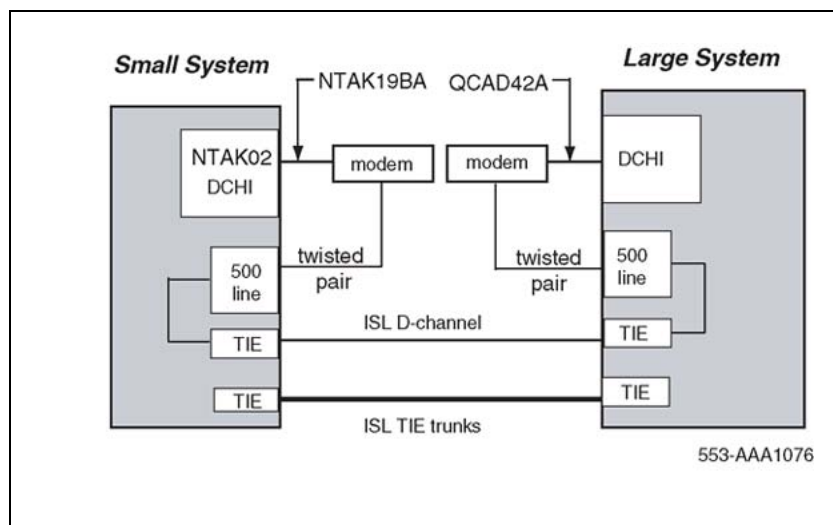 Small System
Large System
NTAK19BA
QCAD42A
NTAK02
DCHI
modem
modem
DCHI
500
line
twisted
pair
twisted
pair
500
line
ISL D-channel
TIE
TIE
TIE
TIE
ISL TIE trunks
553-AAA1076